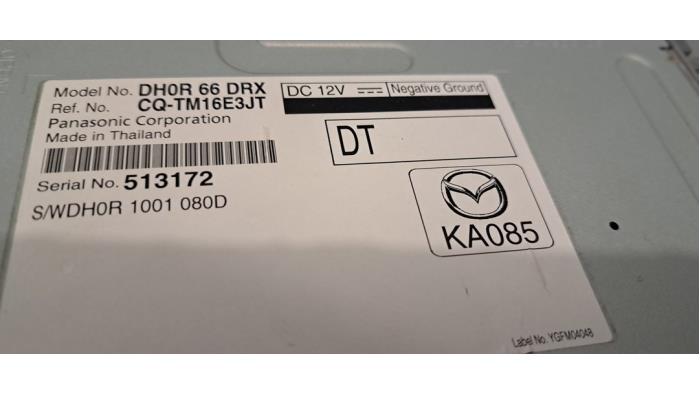 Model No. DH0R 66 DRX
DC 12V Negative Ground
Ref. No. CQ-TM16E3JT
Panasonic Corporation
Made in Thailand
DT
Serial No. 513172
S/WDH0R 1001 080D
KA085
Label No. YGFM04048